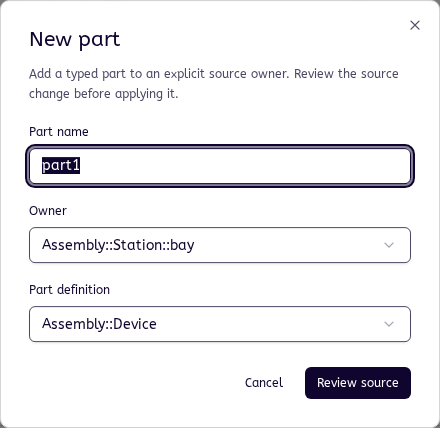 New part
Add a typed part to an explicit source owner. Review the source
change before applying it.
Part name
part1
Owner
Assembly::Station::bay
Part definition
Assembly::Device
Cancel
Review source